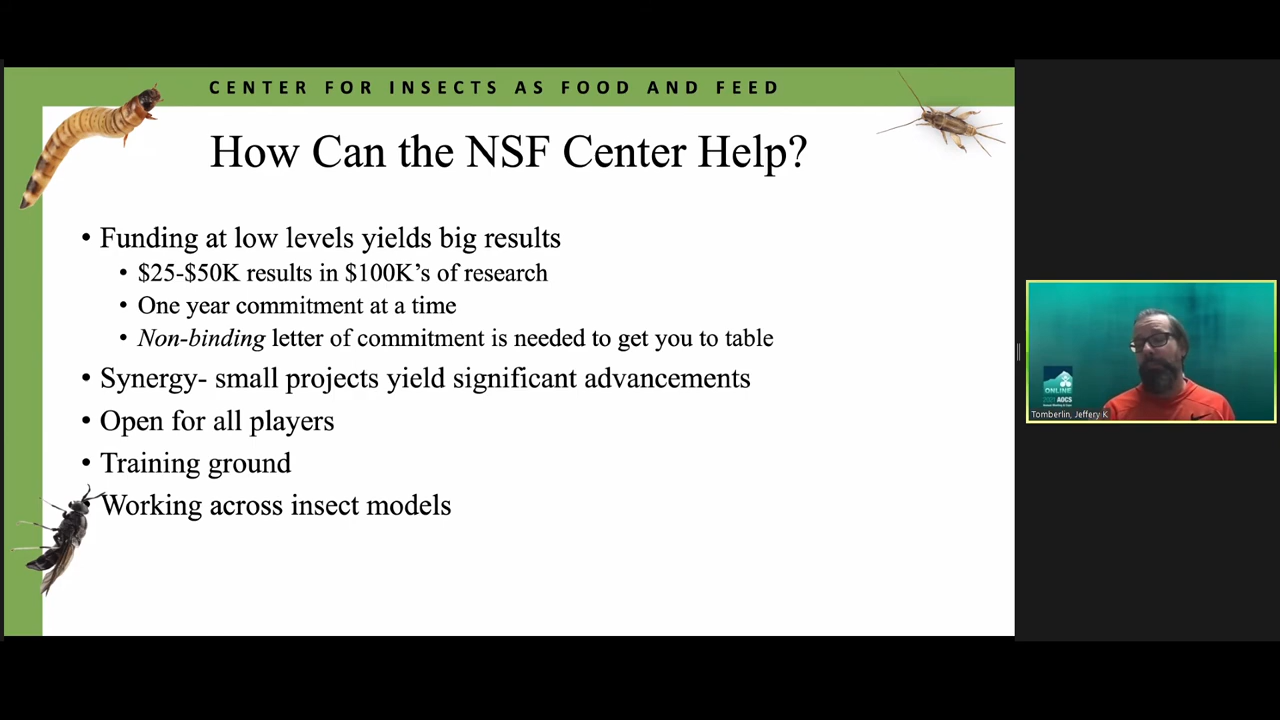 CENTER FOR INSECTS AS FOOD AND FEED
How Can the NSF Center Help?
• Funding at low levels yields big results
• $25-$50K results in $100K’s of research
• One year commitment at a time
• Non-binding letter of commitment is needed to get you to table
• Synergy- small projects yield significant advancements
• Open for all players
• Training ground
Working across insect models
ONLINE
2021 AOCS
Tomberlin, Jeffery K